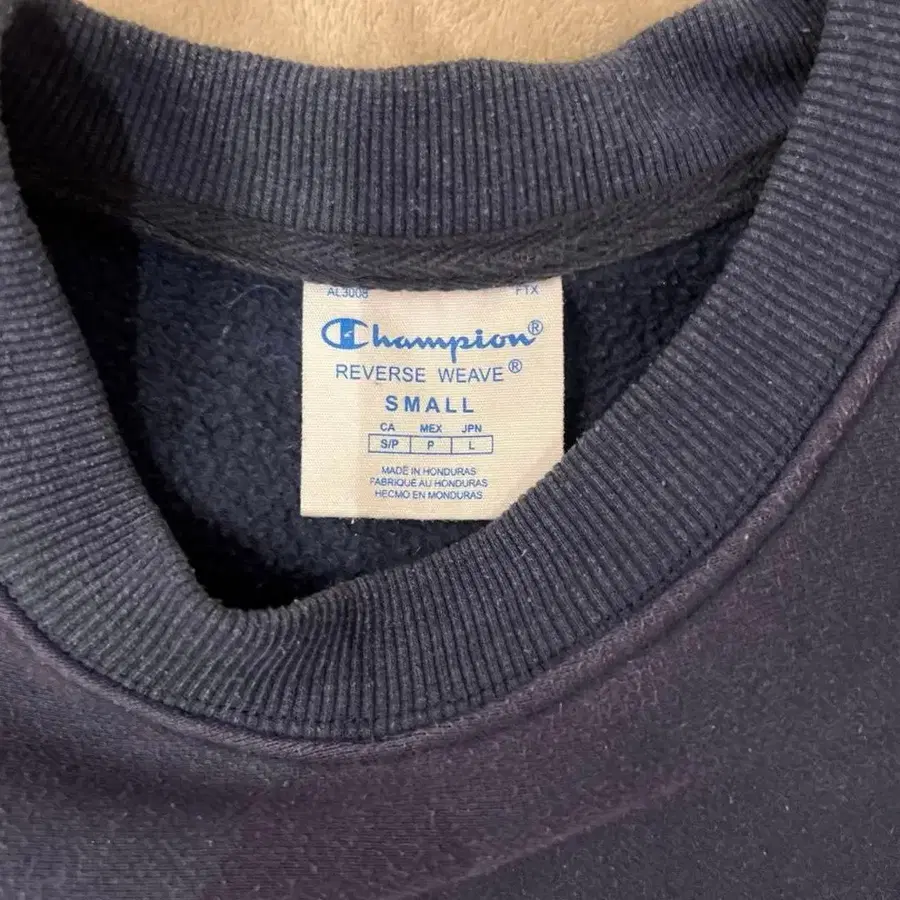 AL3008 FTX
Champion®
REVERSE WEAVE®
SMALL
CA MEX JPN
S/P P L
MADE IN HONDURAS
FABRIQUÉ AU HONDURAS
HECMO EN MONDURAS